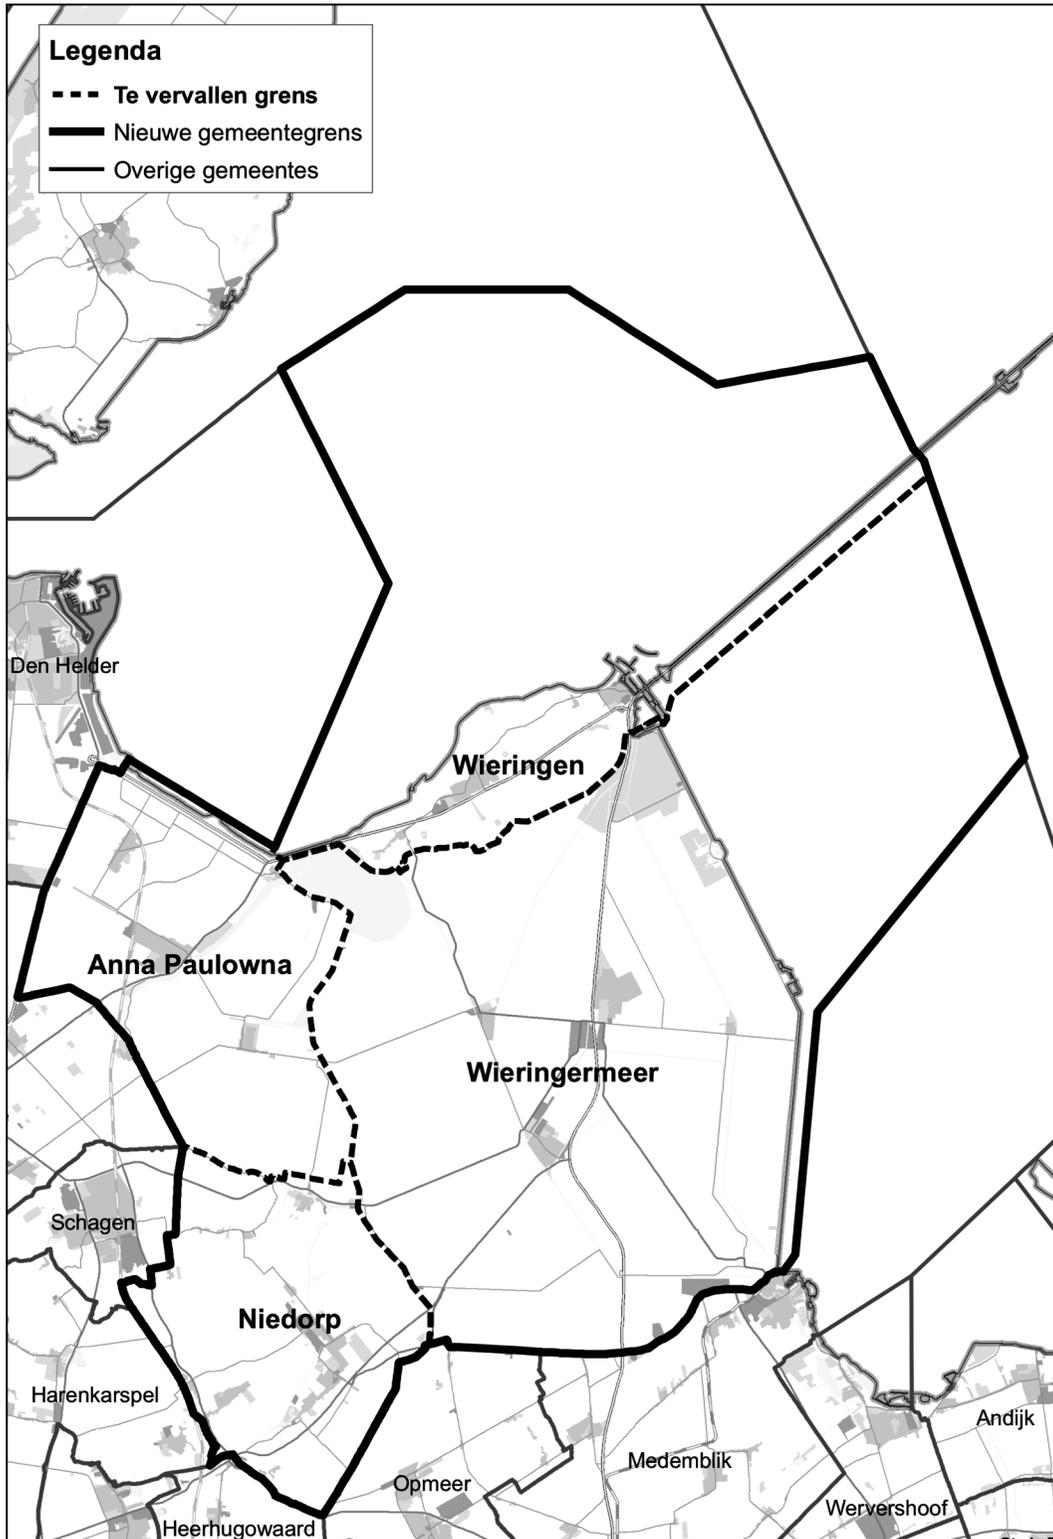 Legenda
Te vervallen grens
Nieuwe gemeentegrens
Overige gemeentes
Den Helder
Wieringen
Anna Paulowna
Wieringermeer
Schagen
Niedorp
Harenkarspel
Andijk
Medemblik
Opmeer
Wervershoof
Heerhugowaard